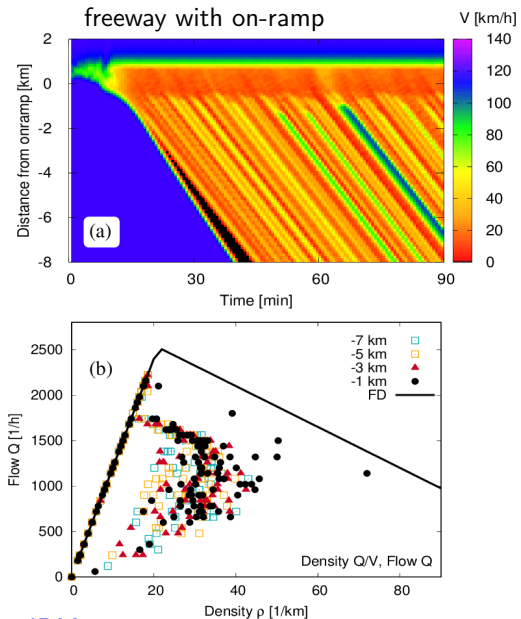 freeway with on-ramp
V [km/h]
2
0
-2
-4
-6
-8
Distance from onramp [km]
(a)
0 30 60 90
Time [min]
140
120
100
80
60
40
20
0
(b)
-7 km
-5 km
-3 km
-1 km
FD
2500
2000
1500
1000
500
0
Flow Q [1/h]
Density Q/V, Flow Q
0 20 40 60 80
Density ρ [1/km]